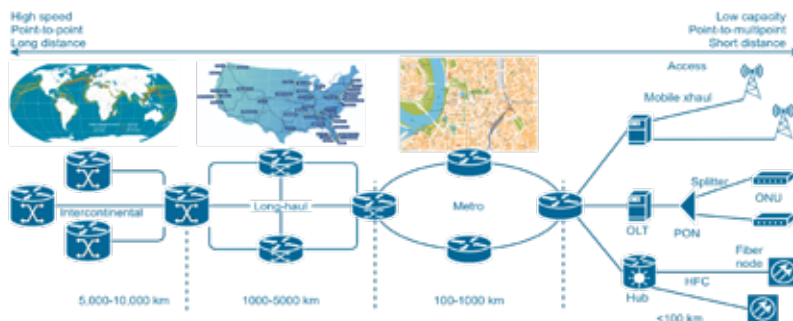 High speed
Point-to-point
Long distance
Low capacity
Point-to-multipoint
Short distance
Access
Mobile xhaul
Intercontinental
Long-haul
Metro
Splitter
ONU
OLT
PON
Fiber
node
HFC
Hub
5,000-10,000 km
1000-5000 km
100-1000 km
<100 km